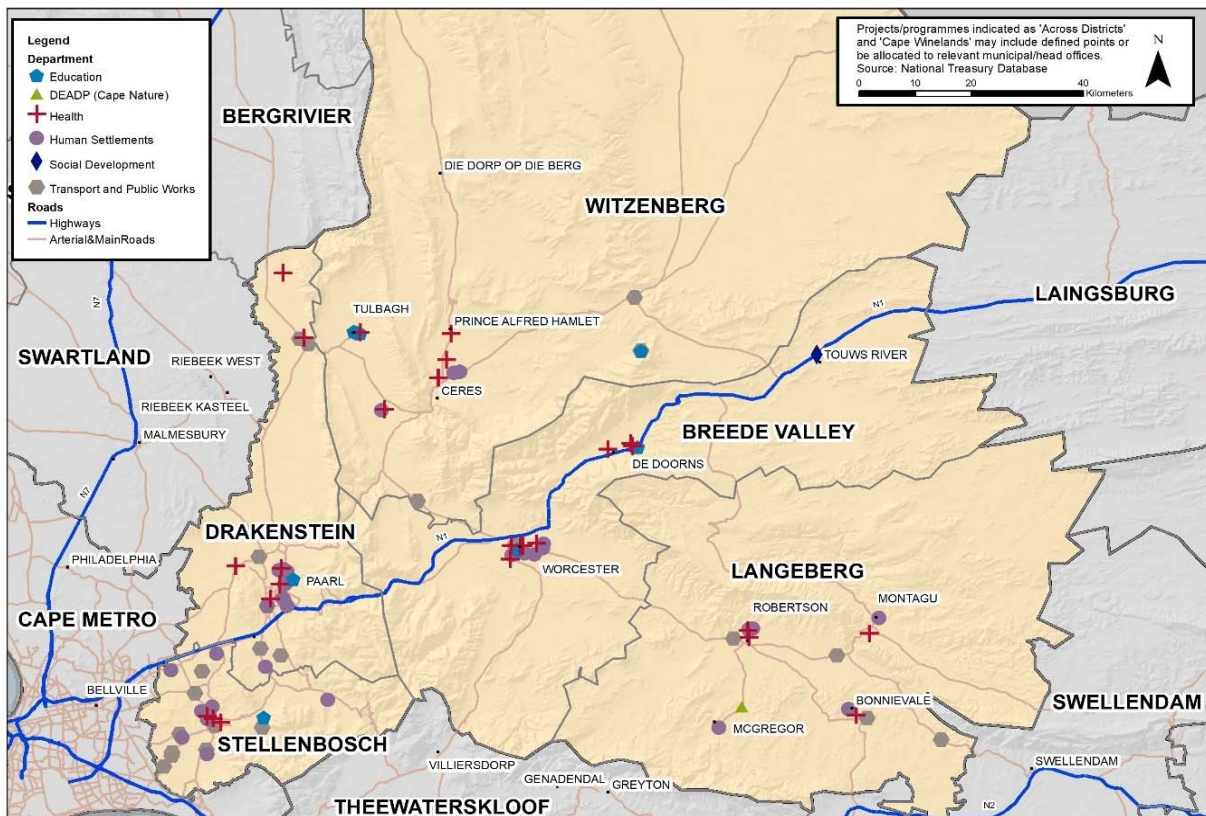 Legend
Department
Education
DEADP (Cape Nature)
Health
Human Settlements
Social Development
Transport and Public Works
Roads
Highways
Arterial&MainRoads
Projects/programmes indicated as 'Across Districts'
and 'Cape Winelands' may include defined points or
be allocated to relevant municipal/head offices.
Source: National Treasury Database
N
0 10 20 40
Kilometers
BERGRIVIER
S
DIE DORP OP DIE BERG
WITZENBERG
N7
N1
LAINGSBURG
TULBAGH
PRINCE ALFRED HAMLET
SWARTLAND
RIEBEEK WEST
TOUWS RIVER
RIEBEEK KASTEEL
CERES
MALMESBURY
BREEDE VALLEY
DE DOORNS
N7
DRAKENSTEIN
N1
PHILADELPHIA
WORCESTER
PAARL
LANGEBERG
MONTAGU
CAPE METRO
ROBERTSON
BELLVILLE
BONNIEVALE
SWELLENDAM
MCGREGOR
STELLENBOSCH
VILLIERSDORP
SWELLENDAM
GENADENDAL
GREYTON
THEEWATERSKLOOF
N2